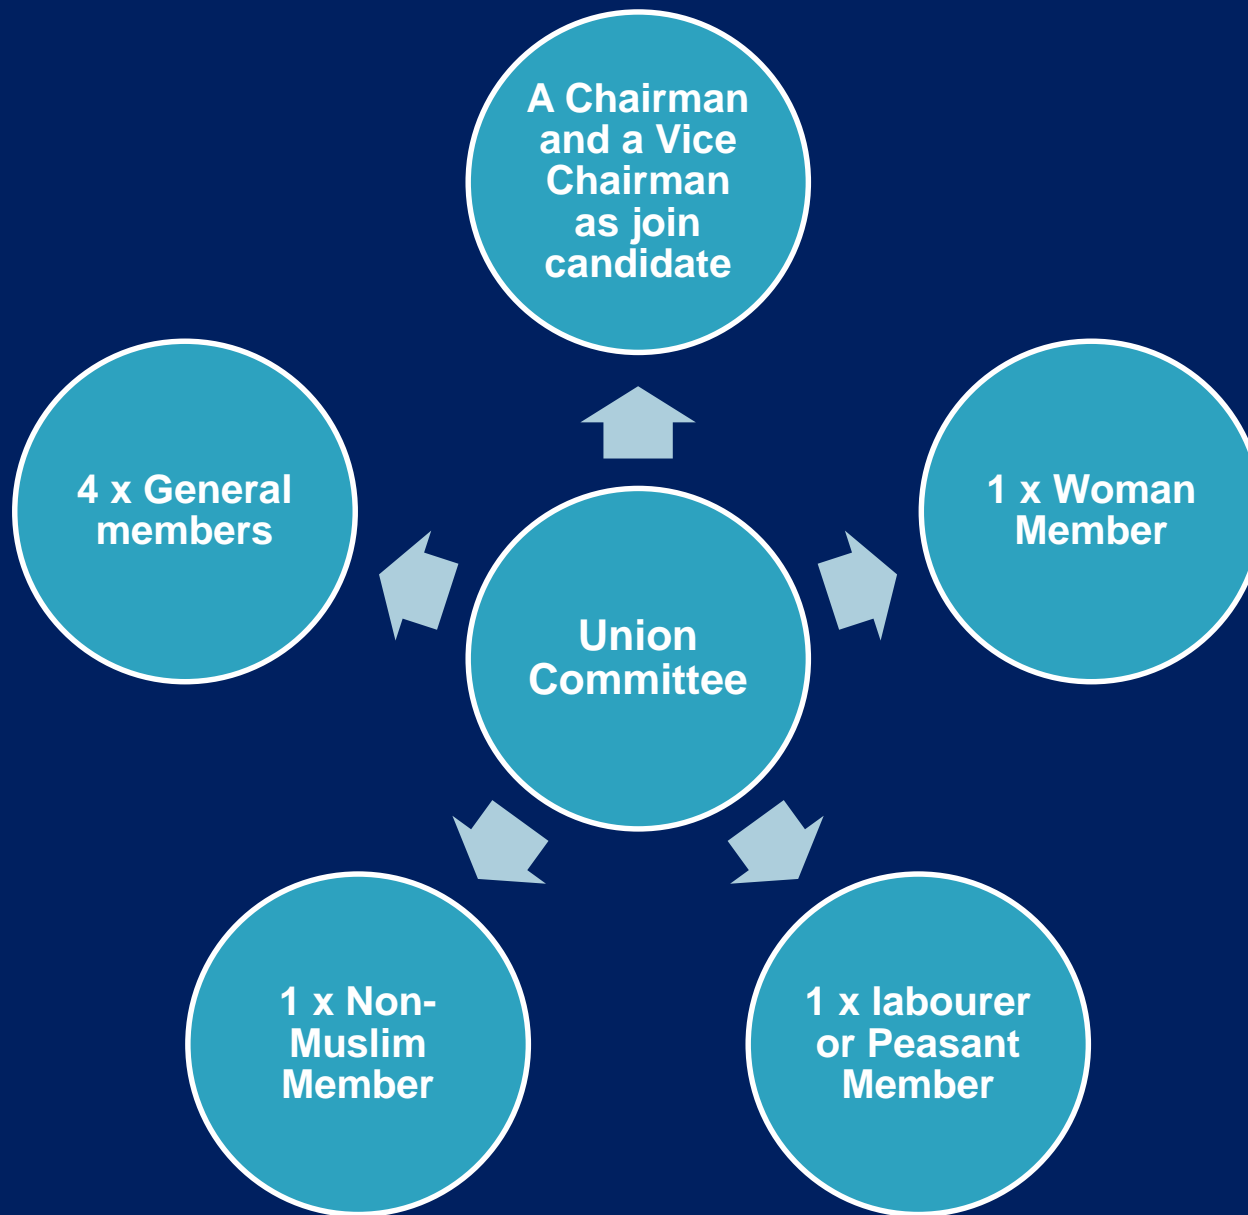 A Chairman
and a Vice
Chairman
as join
candidate
4 x General
members
1 x Woman
Member
Union
Committee
1 x Non-
Muslim
Member
1 x labourer
or Peasant
Member